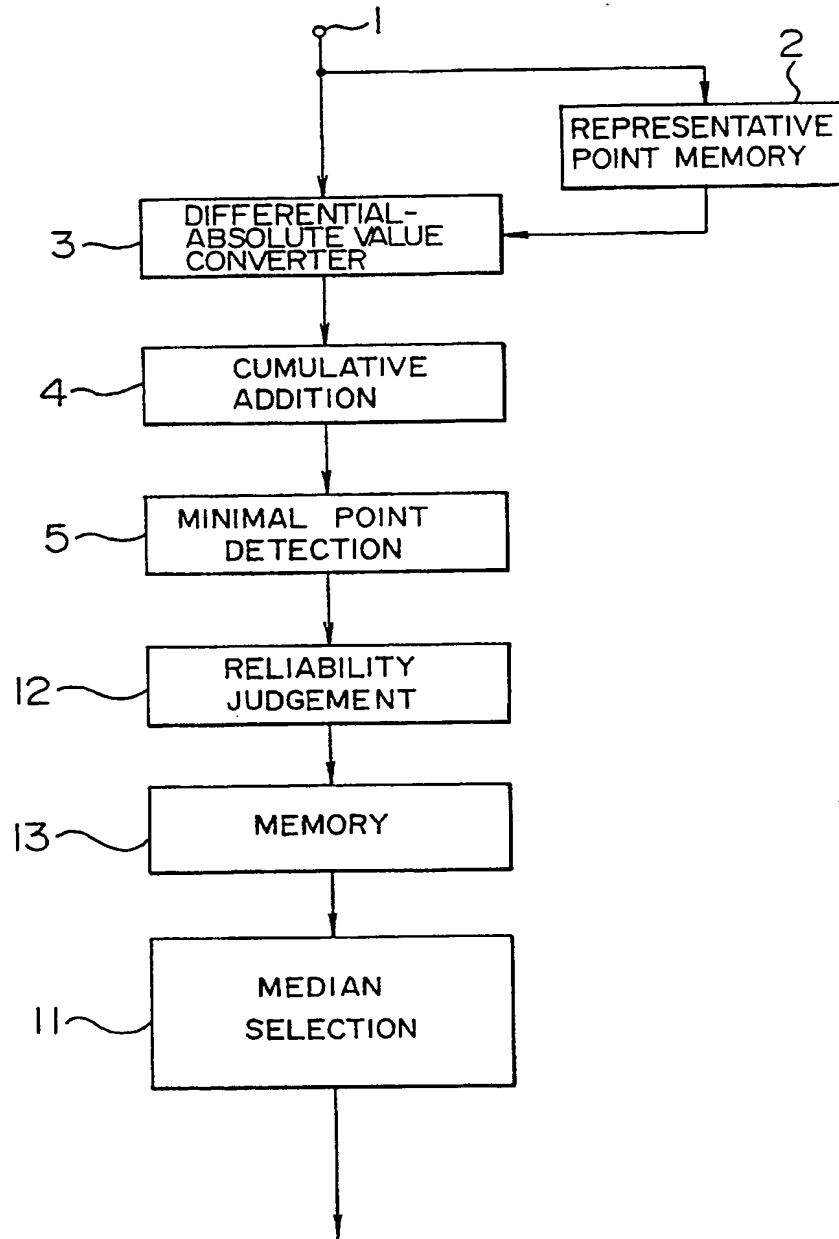 1
2
REPRESENTATIVE
POINT MEMORY
3
DIFFERENTIAL-
ABSOLUTE VALUE
CONVERTER
4
CUMULATIVE
ADDITION
5
MINIMAL POINT
DETECTION
12
RELIABILITY
JUDGEMENT
13
MEMORY
11
MEDIAN
SELECTION